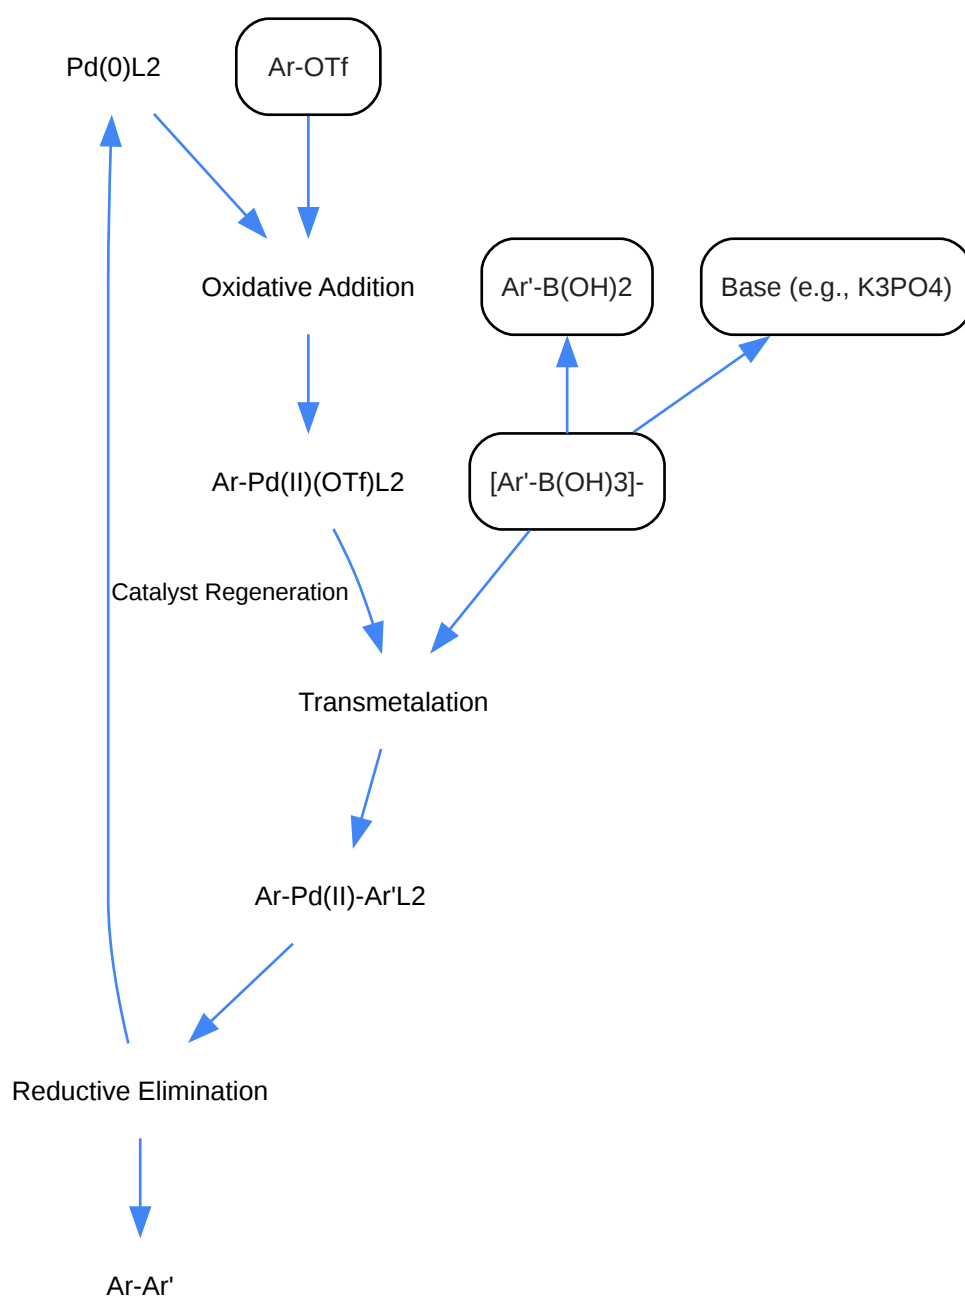 Pd(0)L2
Ar-OTf
Oxidative Addition
Ar'-B(OH)2
Base (e.g., K3PO4)
Ar-Pd(II)(OTf)L2
[Ar'-B(OH)3]-
Catalyst Regeneration
Transmetalation
Ar-Pd(II)-Ar'L2
Reductive Elimination
Ar-Ar'